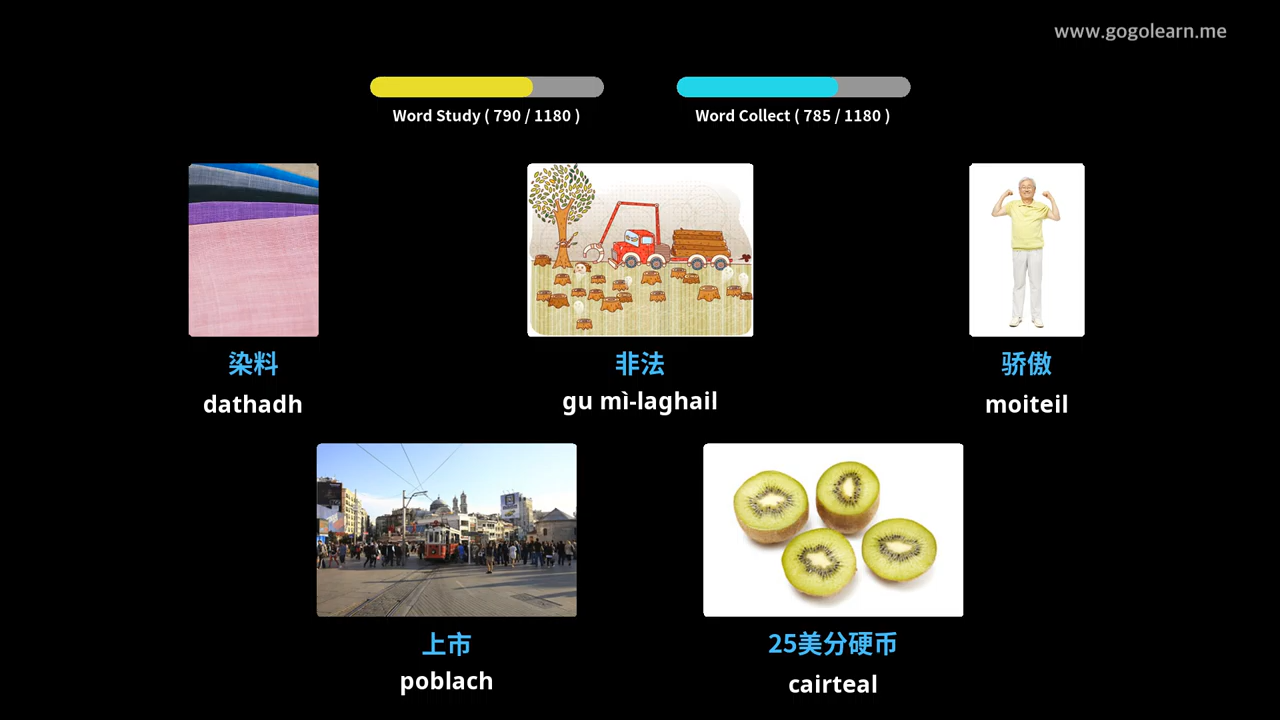 www.gogolearn.me
Word Study ( 790 / 1180 )
Word Collect ( 785 / 1180 )
染料
dathadh
非法
gu mì-laghail
骄傲
moiteil
上市
poblach
25美分硬币
cairteal